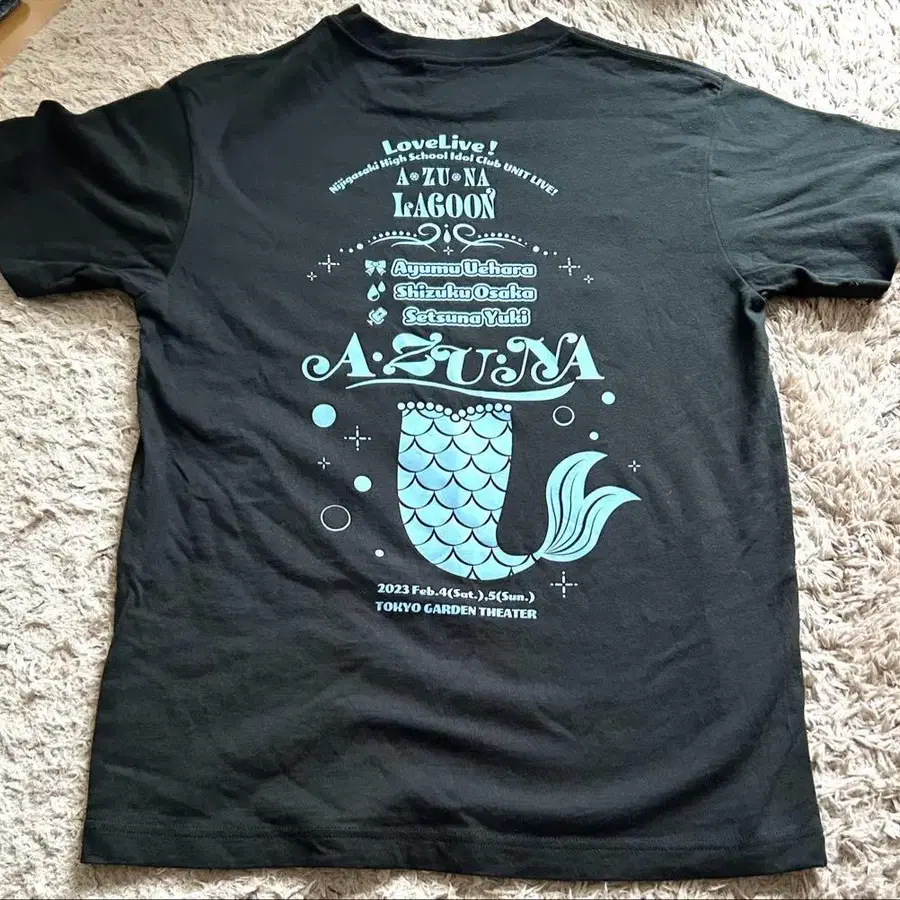 LoveLive!
Nijigasaki High School Idol Club UNIT LIVE!
A•ZU•NA
LAGOON
Ayumu Uehara
Shizuku Osaka
Setsuna Yuki
A·ZU·NA
2023 Feb.4(Sat.),5(Sun.)
TOKYO GARDEN THEATER